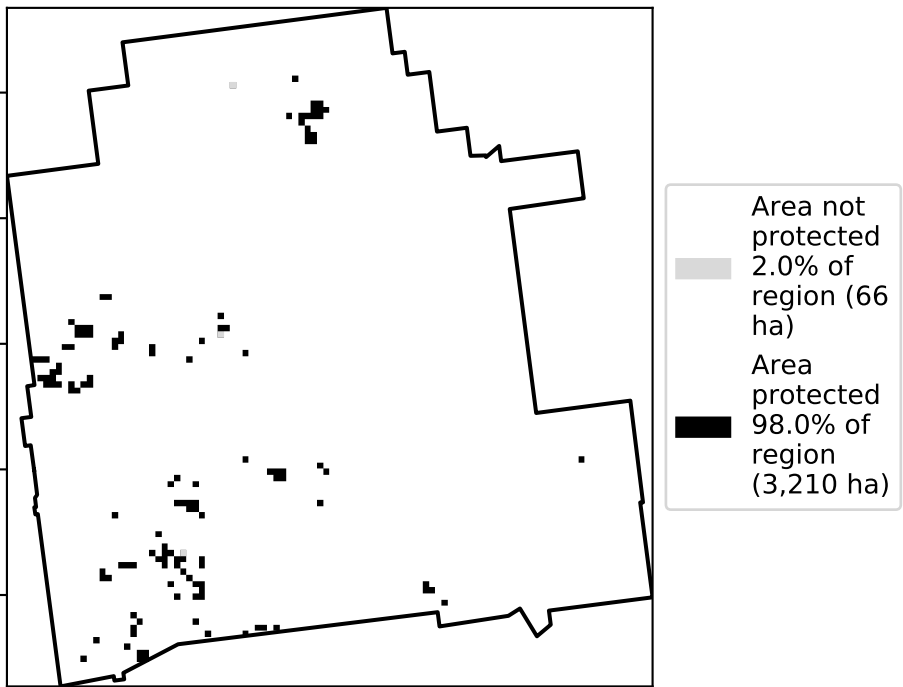 Area not
protected
2.0% of
region (66
ha)
Area
protected
98.0% of
region
(3,210 ha)